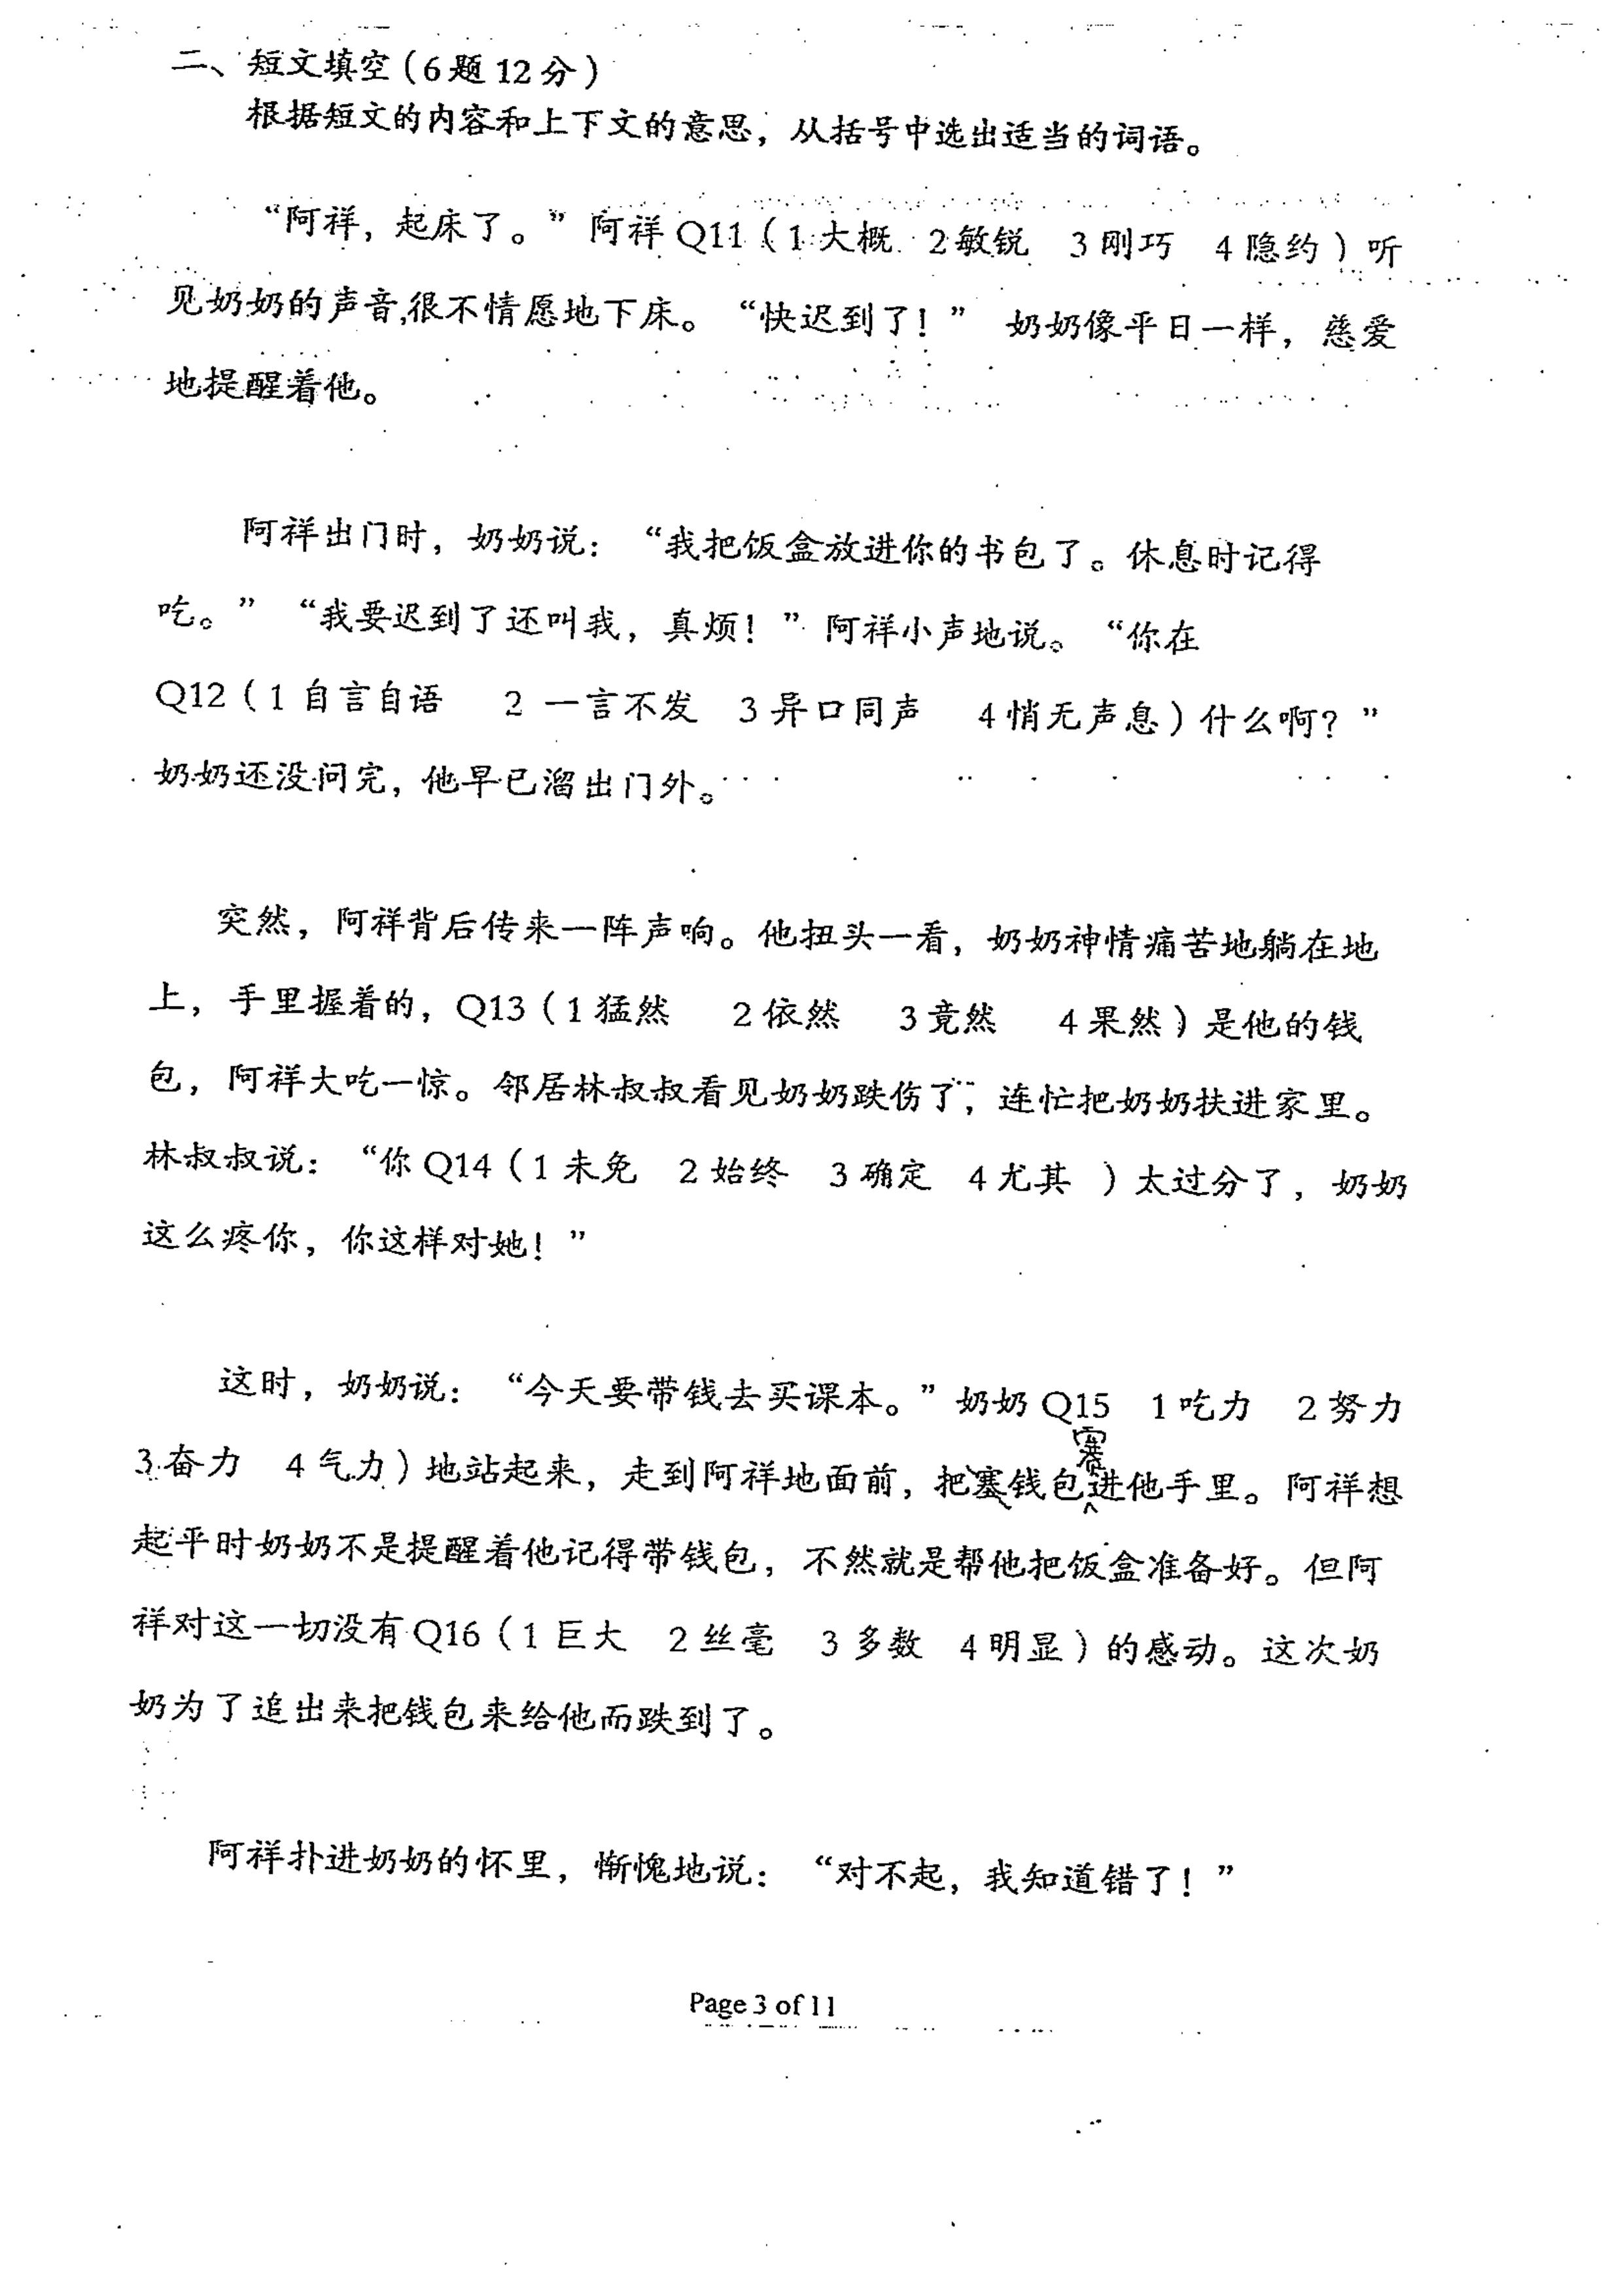 二、短文填空(6题12分)
根据短文的内容和上下文的意思，从括号中选出适当的词语。
“阿祥，起床了。”阿祥Q11(1大概 2敏锐 3刚巧 4隐约)听
见奶奶的声音,很不情愿地下床。“快迟到了!” 奶奶像平日一样，慈爱
地提醒着他。
阿祥出门时，奶奶说：“我把饭盒放进你的书包了。休息时记得
吃。”“我要迟到了还叫我，真烦!”阿祥小声地说。“你在
Q12(1自言自语 2 一言不发 3异口同声 4悄无声息)什么啊?”
奶奶还没问完，他早已溜出门外。
突然，阿祥背后传来一阵声响。他扭头一看，奶奶神情痛苦地躺在地
上，手里握着的，Q13(1猛然 2依然 3竟然 4果然)是他的钱
包，阿祥大吃一惊。邻居林叔叔看见奶奶跌伤了，连忙把奶奶扶进家里。
林叔叔说：“你Q14(1未免 2始终 3确定 4尤其 )太过分了，奶奶
这么疼你，你这样对她!”
这时，奶奶说：“今天要带钱去买课本。”奶奶Q15 1吃力 2努力
3奋力 4气力)地站起来，走到阿祥地面前，把塞钱包塞进他手里。阿祥想
起平时奶奶不是提醒着他记得带钱包，不然就是帮他把饭盒准备好。但阿
祥对这一切没有Q16(1巨大 2丝毫 3多数 4明显)的感动。这次奶
奶为了追出来把钱包来给他而跌到了。
阿祥扑进奶奶的怀里，惭愧地说：“对不起，我知道错了!”
Page 3 of 11